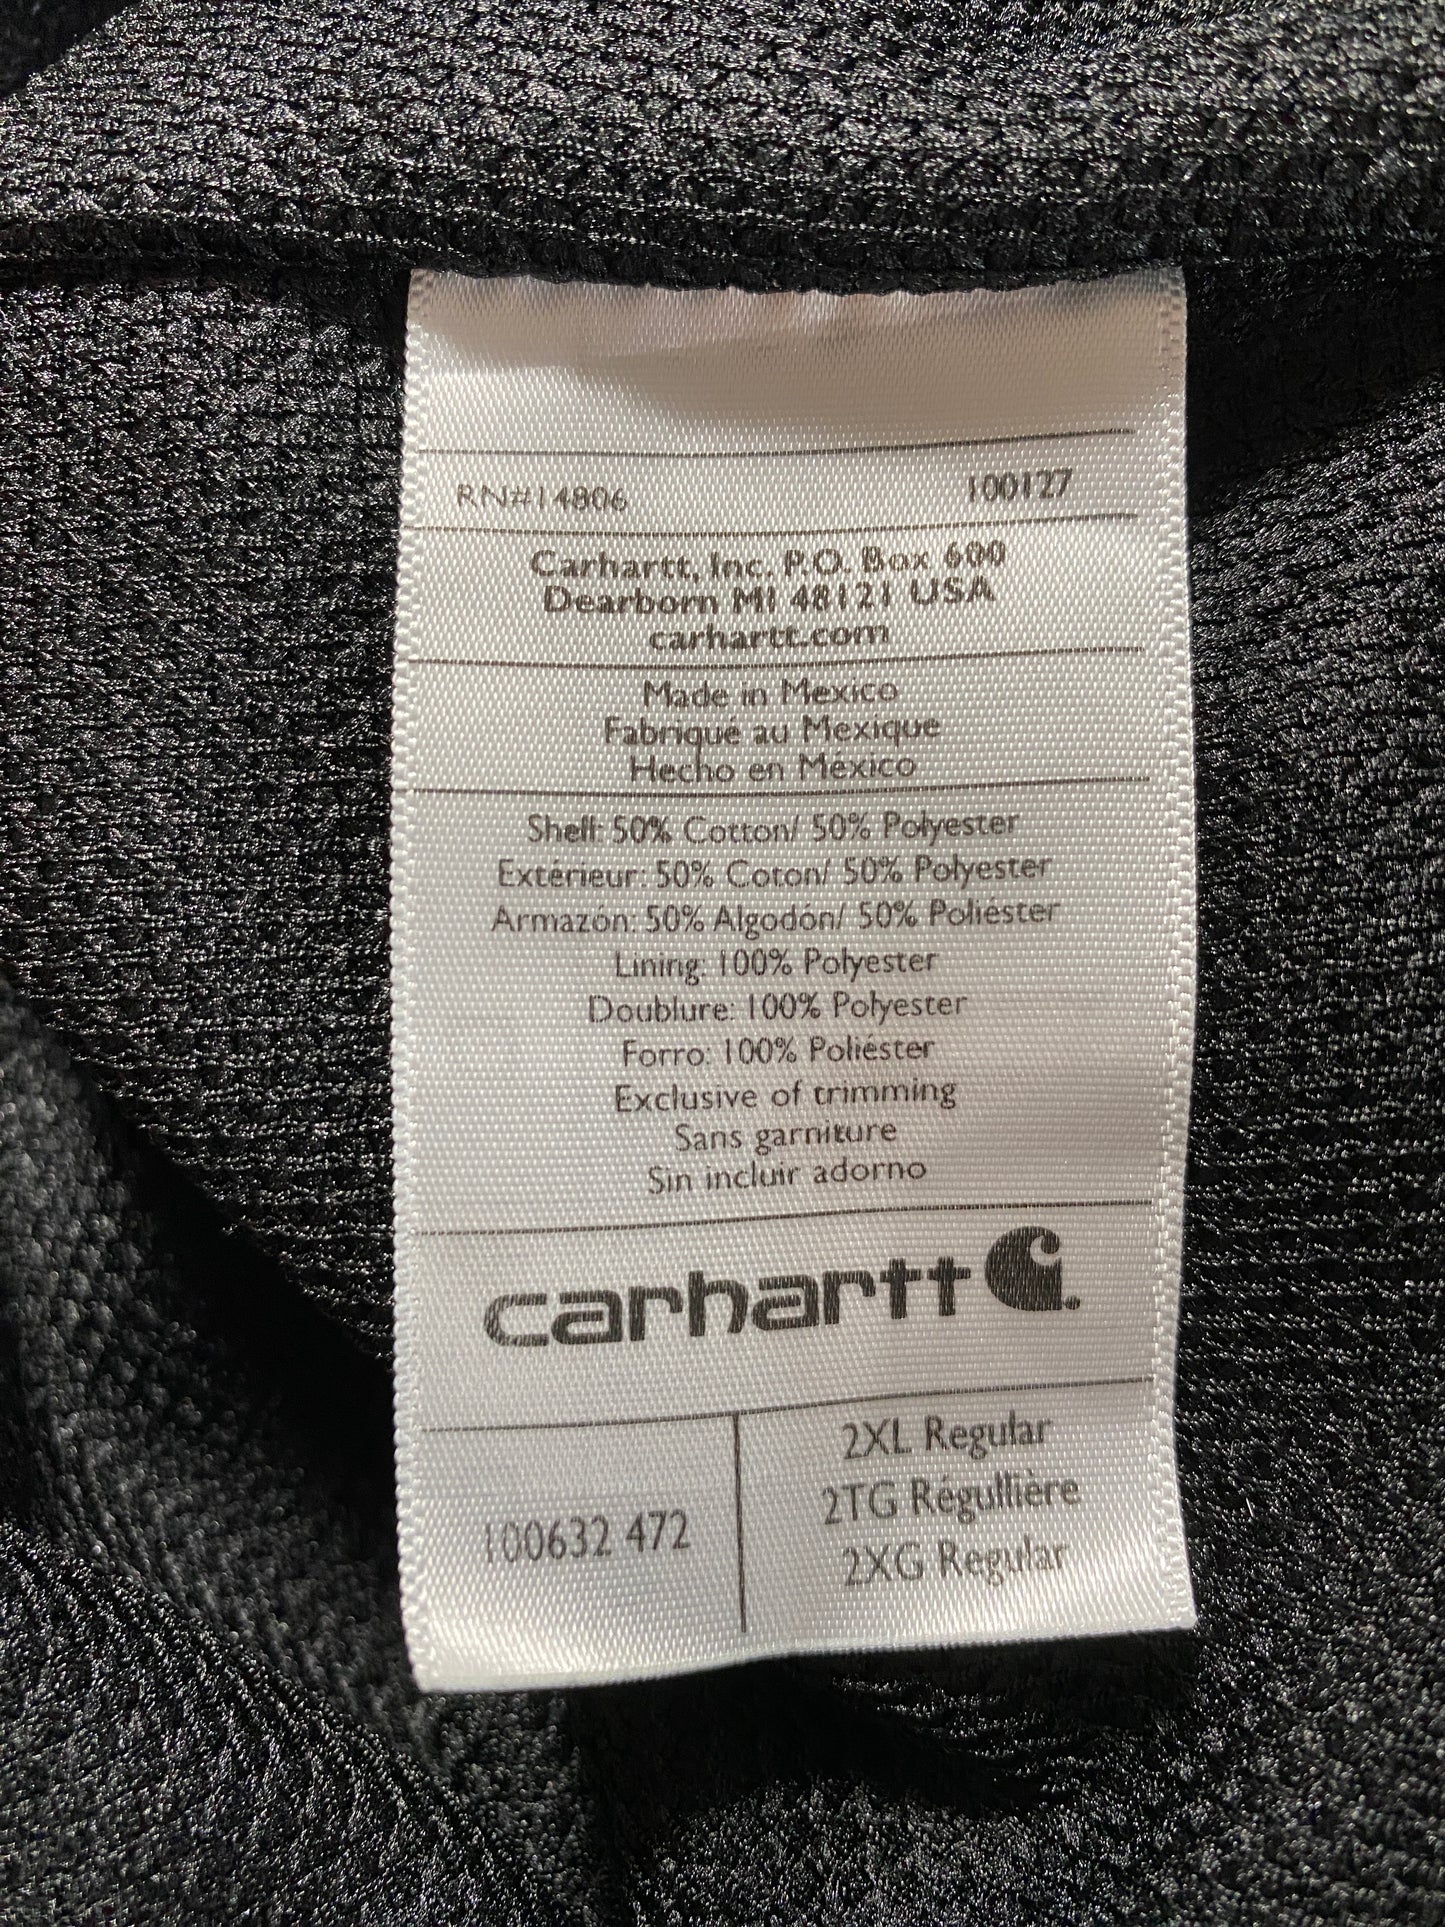 RN#14806 100127
Carhartt, Inc. P.O. Box 600
Dearborn MI 48121 USA
carhartt.com
Made in Mexico
Fabriqué au Mexique
Hecho en México
Shell: 50% Cotton/ 50% Polyester
Extérieur: 50% Coton/ 50% Polyester
Armazón: 50% Algodón/ 50% Poliéster
Lining: 100% Polyester
Doublure: 100% Polyester
Forro: 100% Poliéster
Exclusive of trimming
Sans garniture
Sin incluir adorno
carhartt
100632 472
2XL Regular
2TG Régullière
2XG Regular